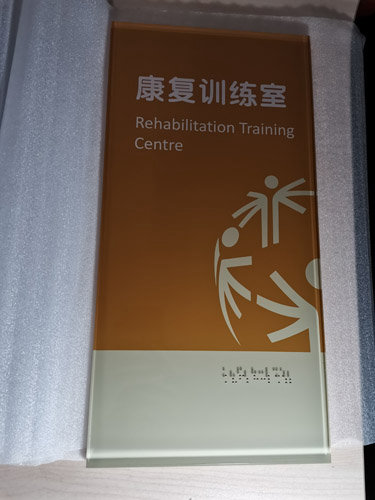 康复训练室
Rehabilitation Training
Centre